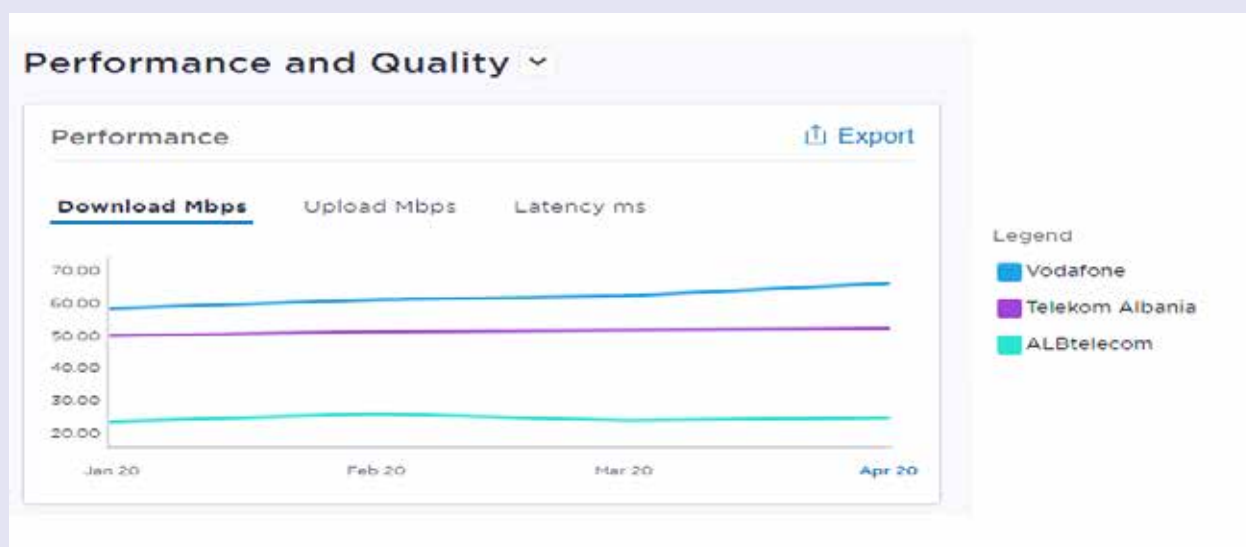 Performance and Quality
Performance
Export
Download Mbps Upload Mbps Latency ms
70.00
60.00
50.00
40.00
30.00
20.00
Jan 20 Feb 20 Mar 20 Apr 20
Legend
Vodafone
Telekom Albania
ALBtelecom